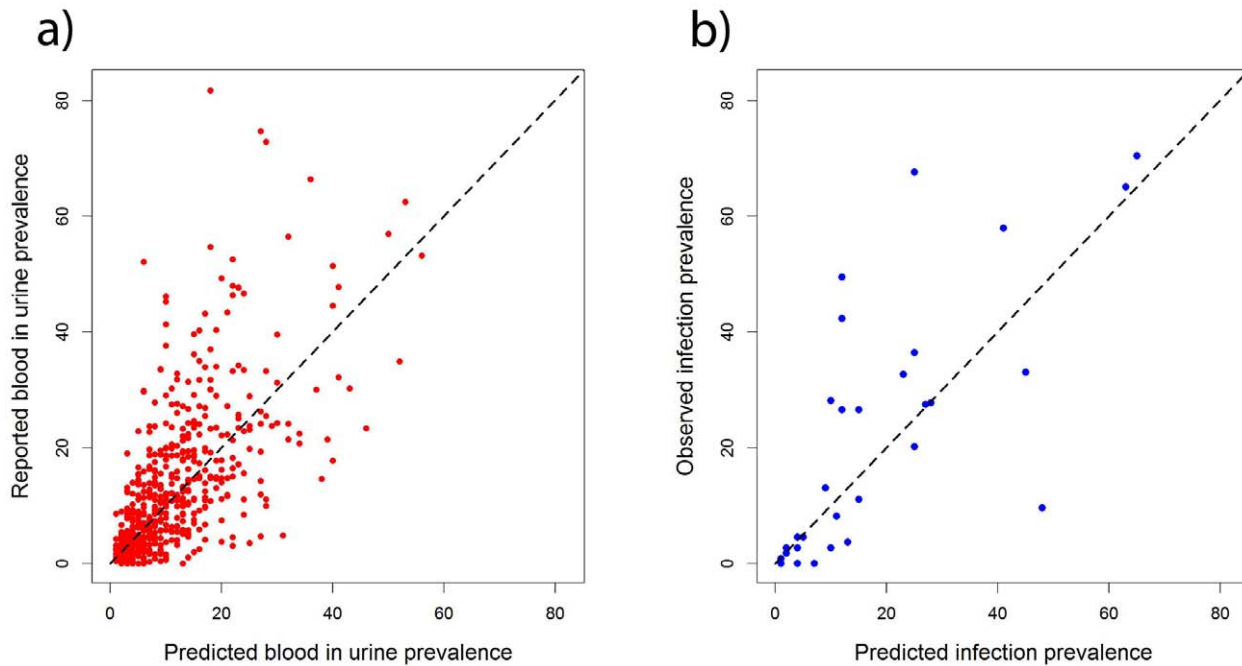 a)
80
60
40
20
0
Reported blood in urine prevalence
0 20 40 60 80
Predicted blood in urine prevalence
b)
80
60
40
20
0
Observed infection prevalence
0 20 40 60 80
Predicted infection prevalence